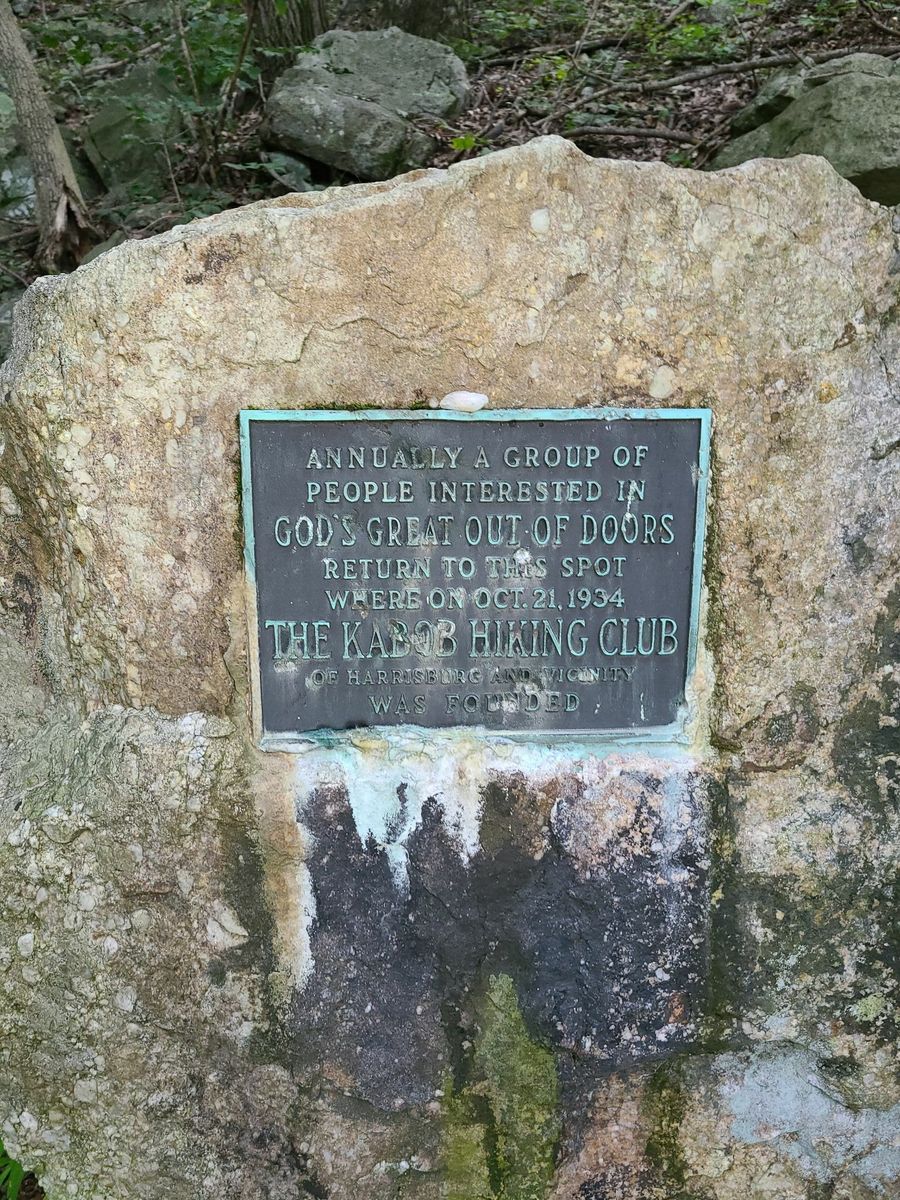 ANNUALLY A GROUP OF
PEOPLE INTERESTED IN
GOD'S GREAT OUT OF DOORS
RETURN TO THIS SPOT
WHERE ON OCT. 21, 1934
THE KABOB HIKING CLUB
OF HARRISBURG AND VICINITY
WAS FOUNDED